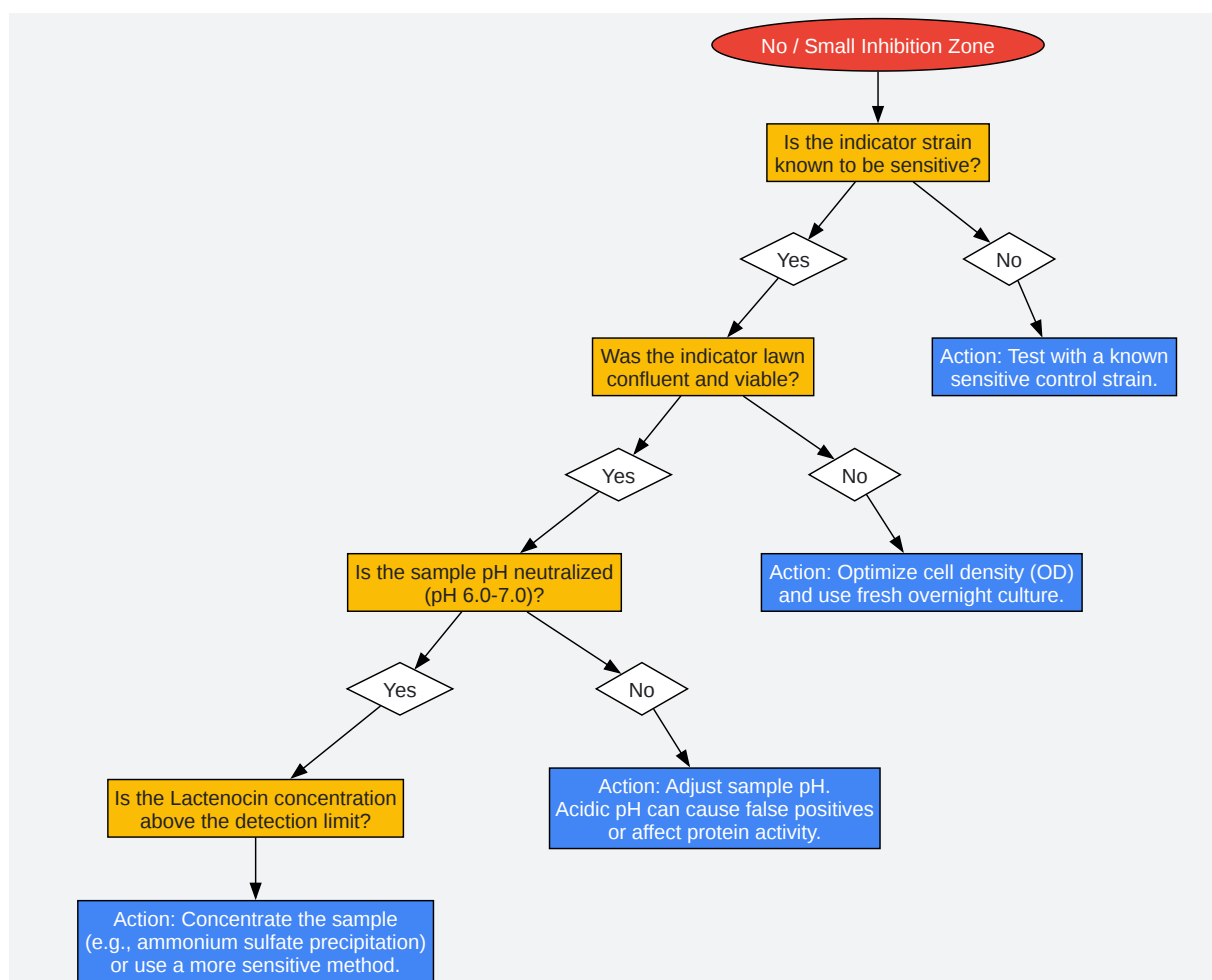 No / Small Inhibition Zone
Is the indicator strain
known to be sensitive?
Yes
No
Was the indicator lawn
confluent and viable?
Action: Test with a known
sensitive control strain.
Yes
No
Is the sample pH neutralized
(pH 6.0-7.0)?
Action: Optimize cell density (OD)
and use fresh overnight culture.
Yes
No
Is the Lactenocin concentration
above the detection limit?
Action: Adjust sample pH.
Acidic pH can cause false positives
or affect protein activity.
Action: Concentrate the sample
(e.g., ammonium sulfate precipitation)
or use a more sensitive method.